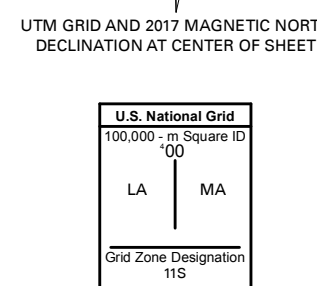 UTM GRID AND 2017 MAGNETIC NORT
DECLINATION AT CENTER OF SHEET
U.S. National Grid
100,000 - m Square ID
⁴00
LA MA
Grid Zone Designation
11S